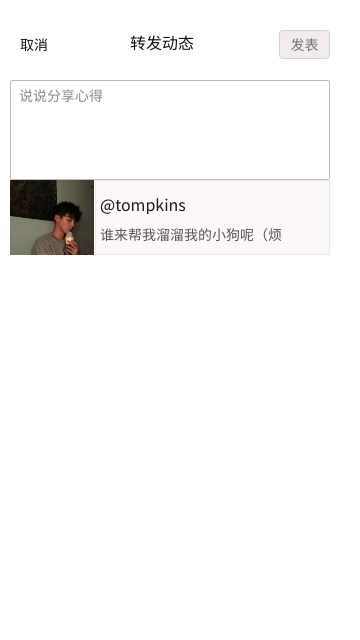 取消
转发动态
发表
说说分享心得
@tompkins
谁来帮我溜溜我的小狗呢（烦